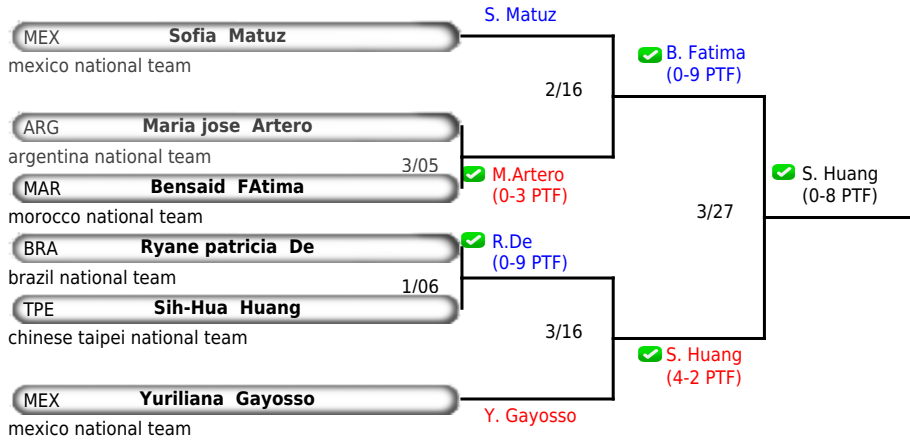 S. Matuz
MEX Sofia Matuz
mexico national team
B. Fatima
(0-9 PTF)
2/16
ARG Maria jose Artero
argentina national team
3/05
M.Artero
(0-3 PTF)
MAR Bensaid FAtima
morocco national team
S. Huang
(0-8 PTF)
3/27
BRA Ryane patricia De
brazil national team
R.De
(0-9 PTF)
1/06
TPE Sih-Hua Huang
chinese taipei national team
3/16
S. Huang
(4-2 PTF)
MEX Yuriliana Gayosso
mexico national team
Y. Gayosso